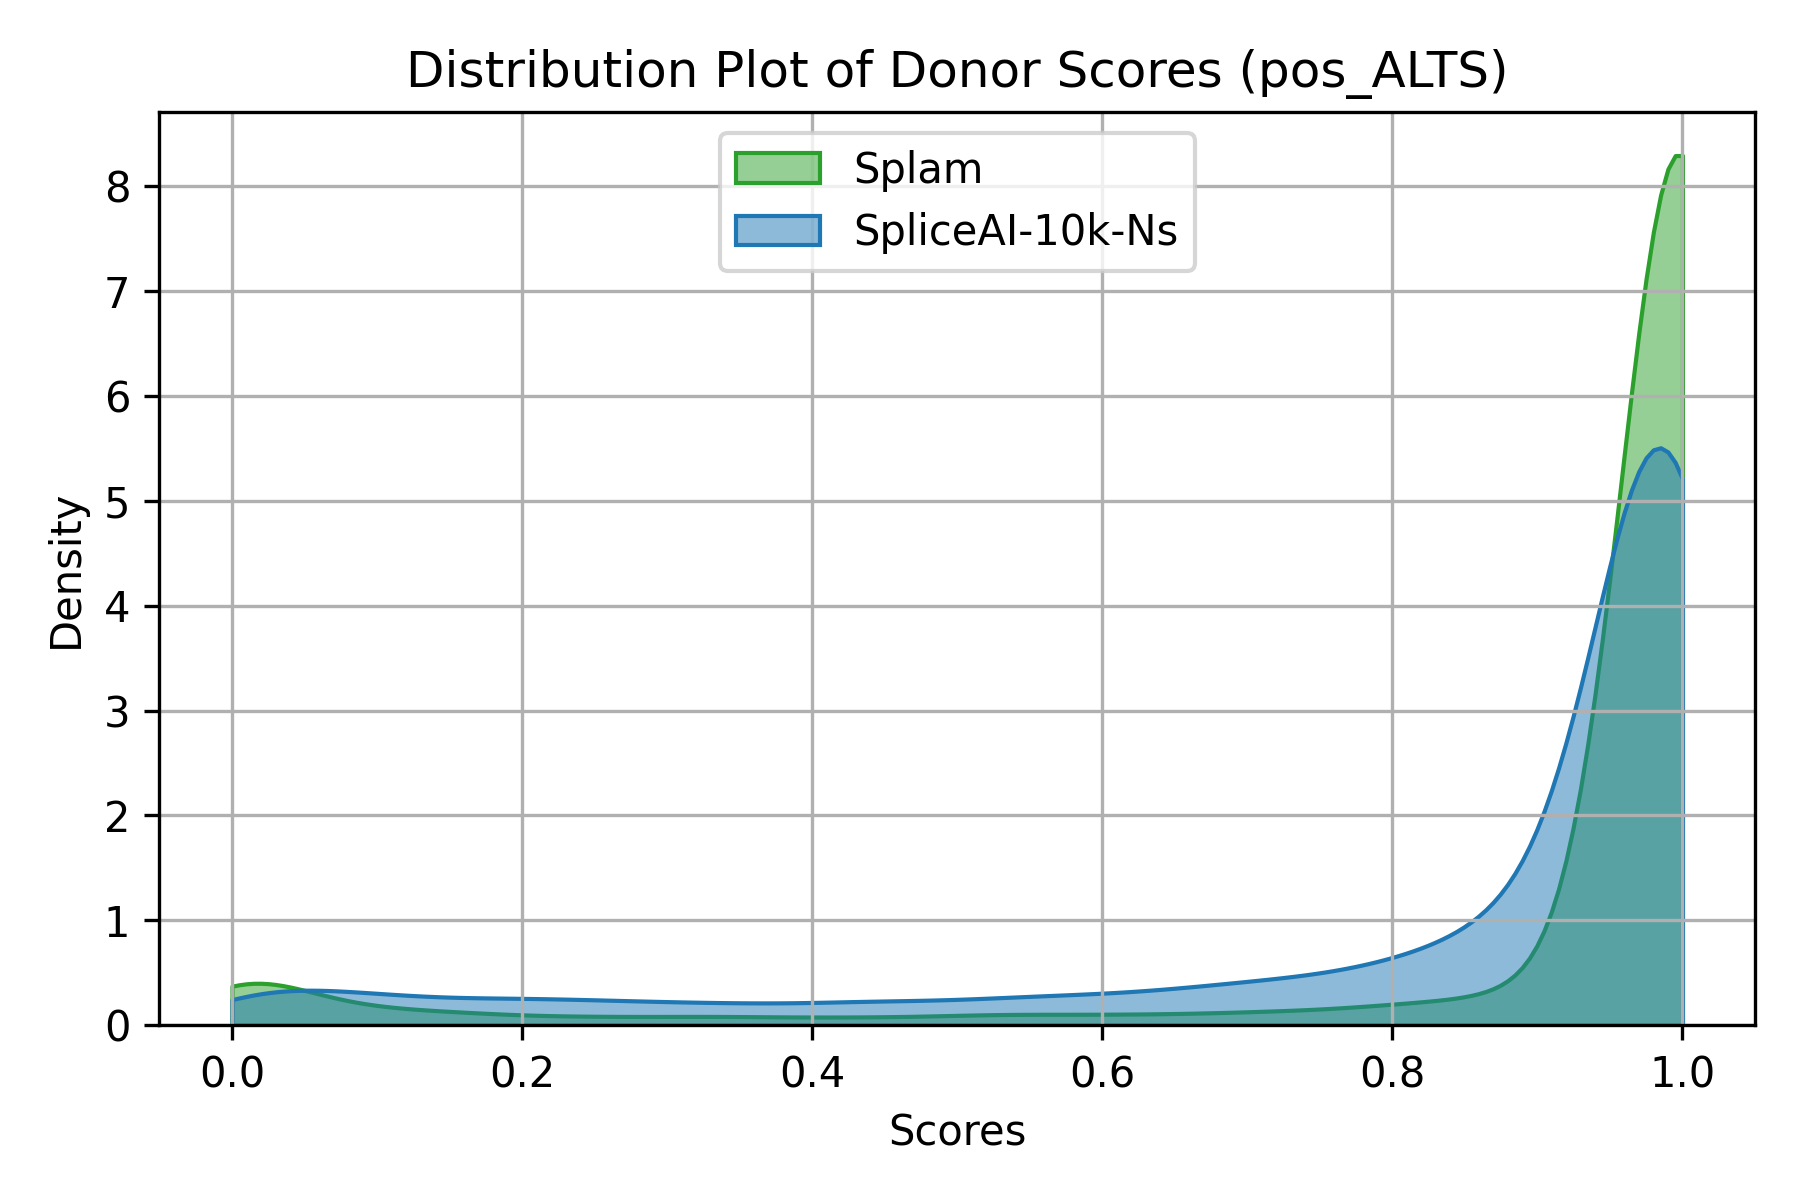 Distribution Plot of Donor Scores (pos_ALTS)
Splam
SpliceAI-10k-Ns
Density
8
7
6
5
4
3
2
1
0
0.0 0.2 0.4 0.6 0.8 1.0
Scores